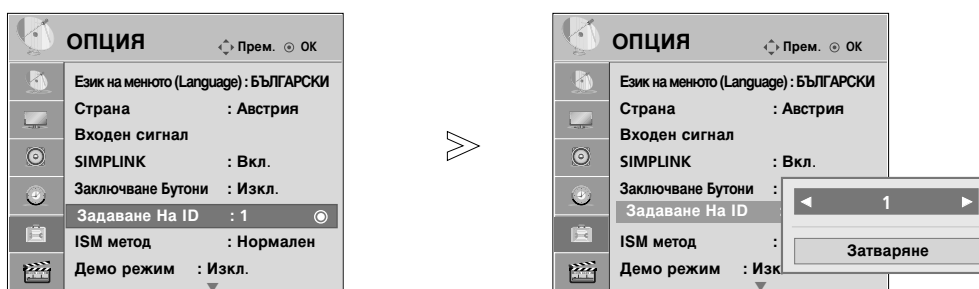 ОПЦИЯ Прем. ОК
Език на менюто (Language) : БЪЛГАРСКИ
Страна : Австрия
Входен сигнал
SIMPLINK : Вкл.
Заключване Бутони : Изкл.
Задаване На ID : 1
ISM метод : Нормален
Демо режим : Изкл.
ОПЦИЯ Прем. ОК
Език на менюто (Language) : БЪЛГАРСКИ
Страна : Австрия
Входен сигнал
SIMPLINK : Вкл.
Заключване Бутони :
Задаване На ID
1
ISM метод :
Затваряне
Демо режим : Изк